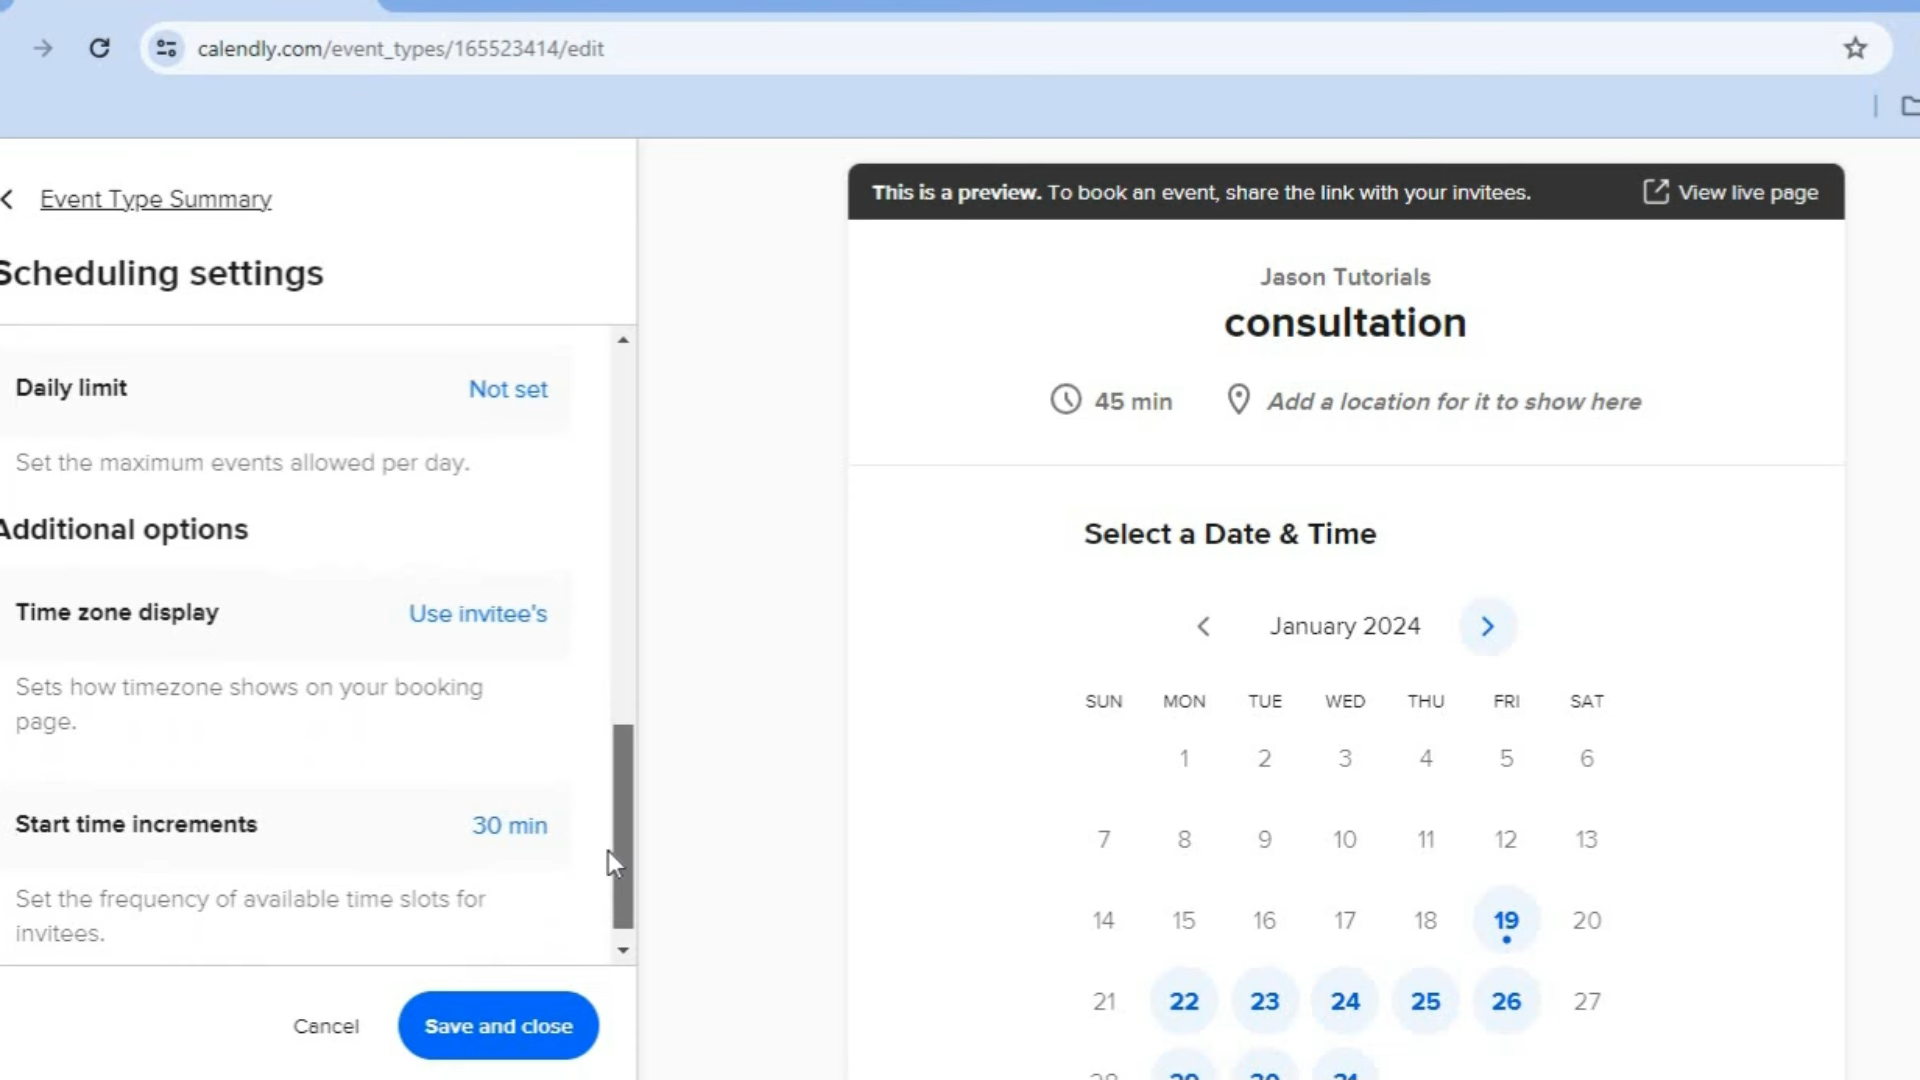 calendly.com/event_types/165523414/edit
Event Type Summary
Scheduling settings
Daily limit
Not set
Set the maximum events allowed per day.
Additional options
Time zone display
Use invitee's
Sets how timezone shows on your booking
page.
Start time increments
30 min
Set the frequency of available time slots for
invitees.
Cancel
Save and close
This is a preview. To book an event, share the link with your invitees.
View live page
Jason Tutorials
consultation
45 min
Add a location for it to show here
Select a Date & Time
January 2024
SUN MON TUE WED THU FRI SAT
1 2 3 4 5 6
7 8 9 10 11 12 13
14 15 16 17 18 19 20
21 22 23 24 25 26 27
28 29 30 31